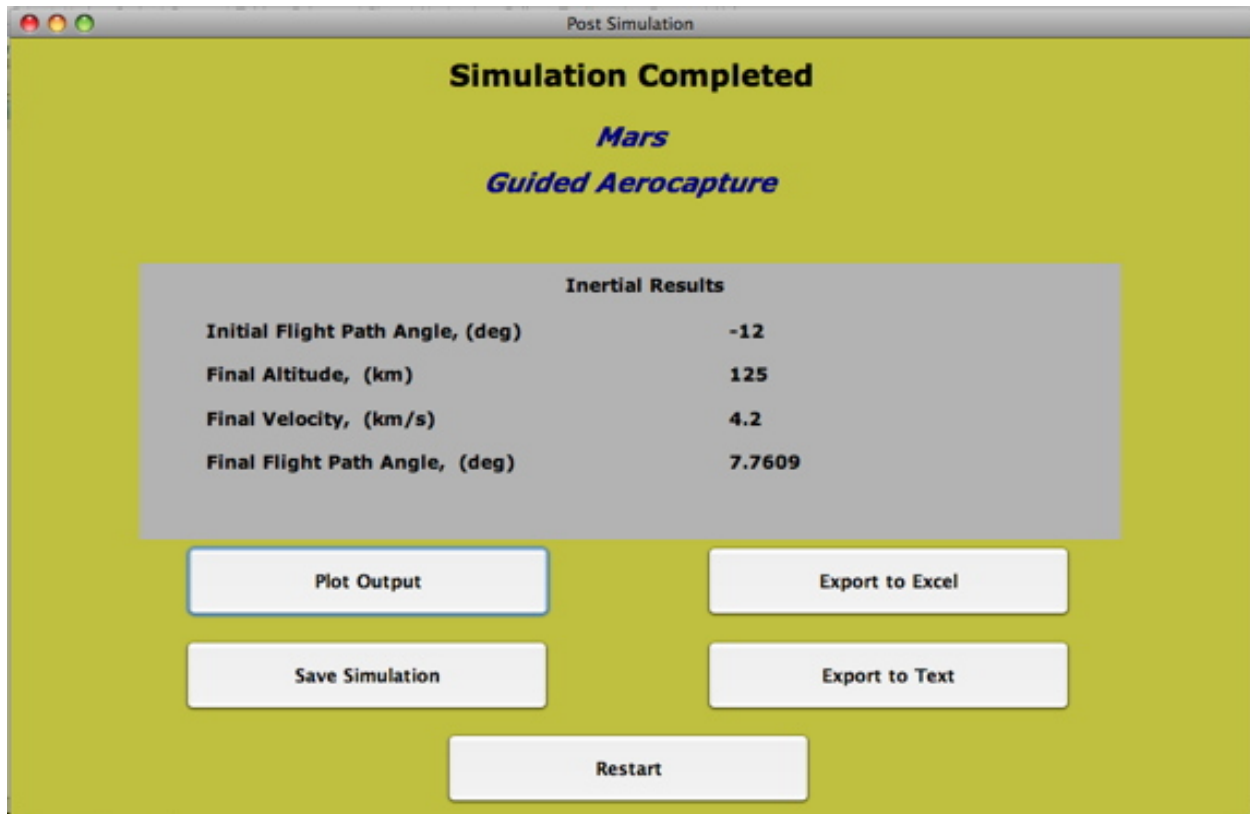 Post Simulation
Simulation Completed
Mars
Guided Aerocapture
Inertial Results
Initial Flight Path Angle, (deg) -12
Final Altitude, (km) 125
Final Velocity, (km/s) 4.2
Final Flight Path Angle, (deg) 7.7609
Plot Output Export to Excel
Save Simulation Export to Text
Restart